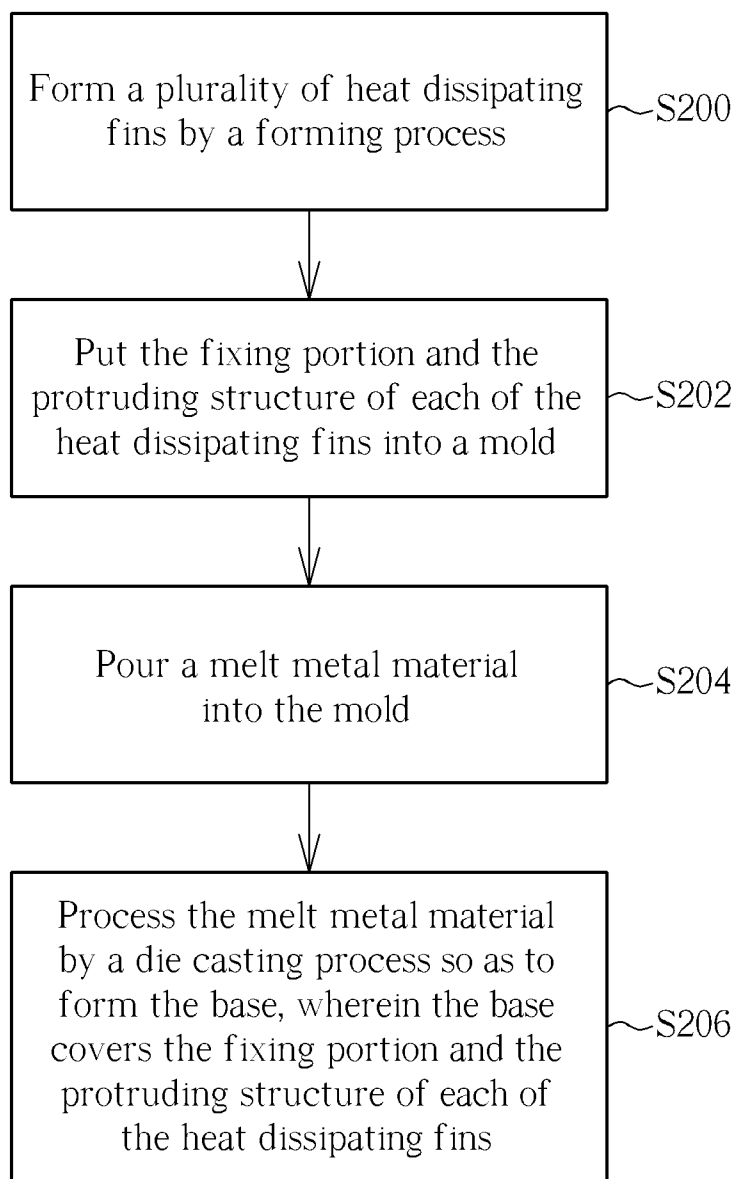 Form a plurality of heat dissipating
fins by a forming process
S200
Put the fixing portion and the
protruding structure of each of the
heat dissipating fins into a mold
S202
Pour a melt metal material
into the mold
S204
Process the melt metal material
by a die casting process so as to
form the base, wherein the base
covers the fixing portion and the
protruding structure of each of
the heat dissipating fins
S206